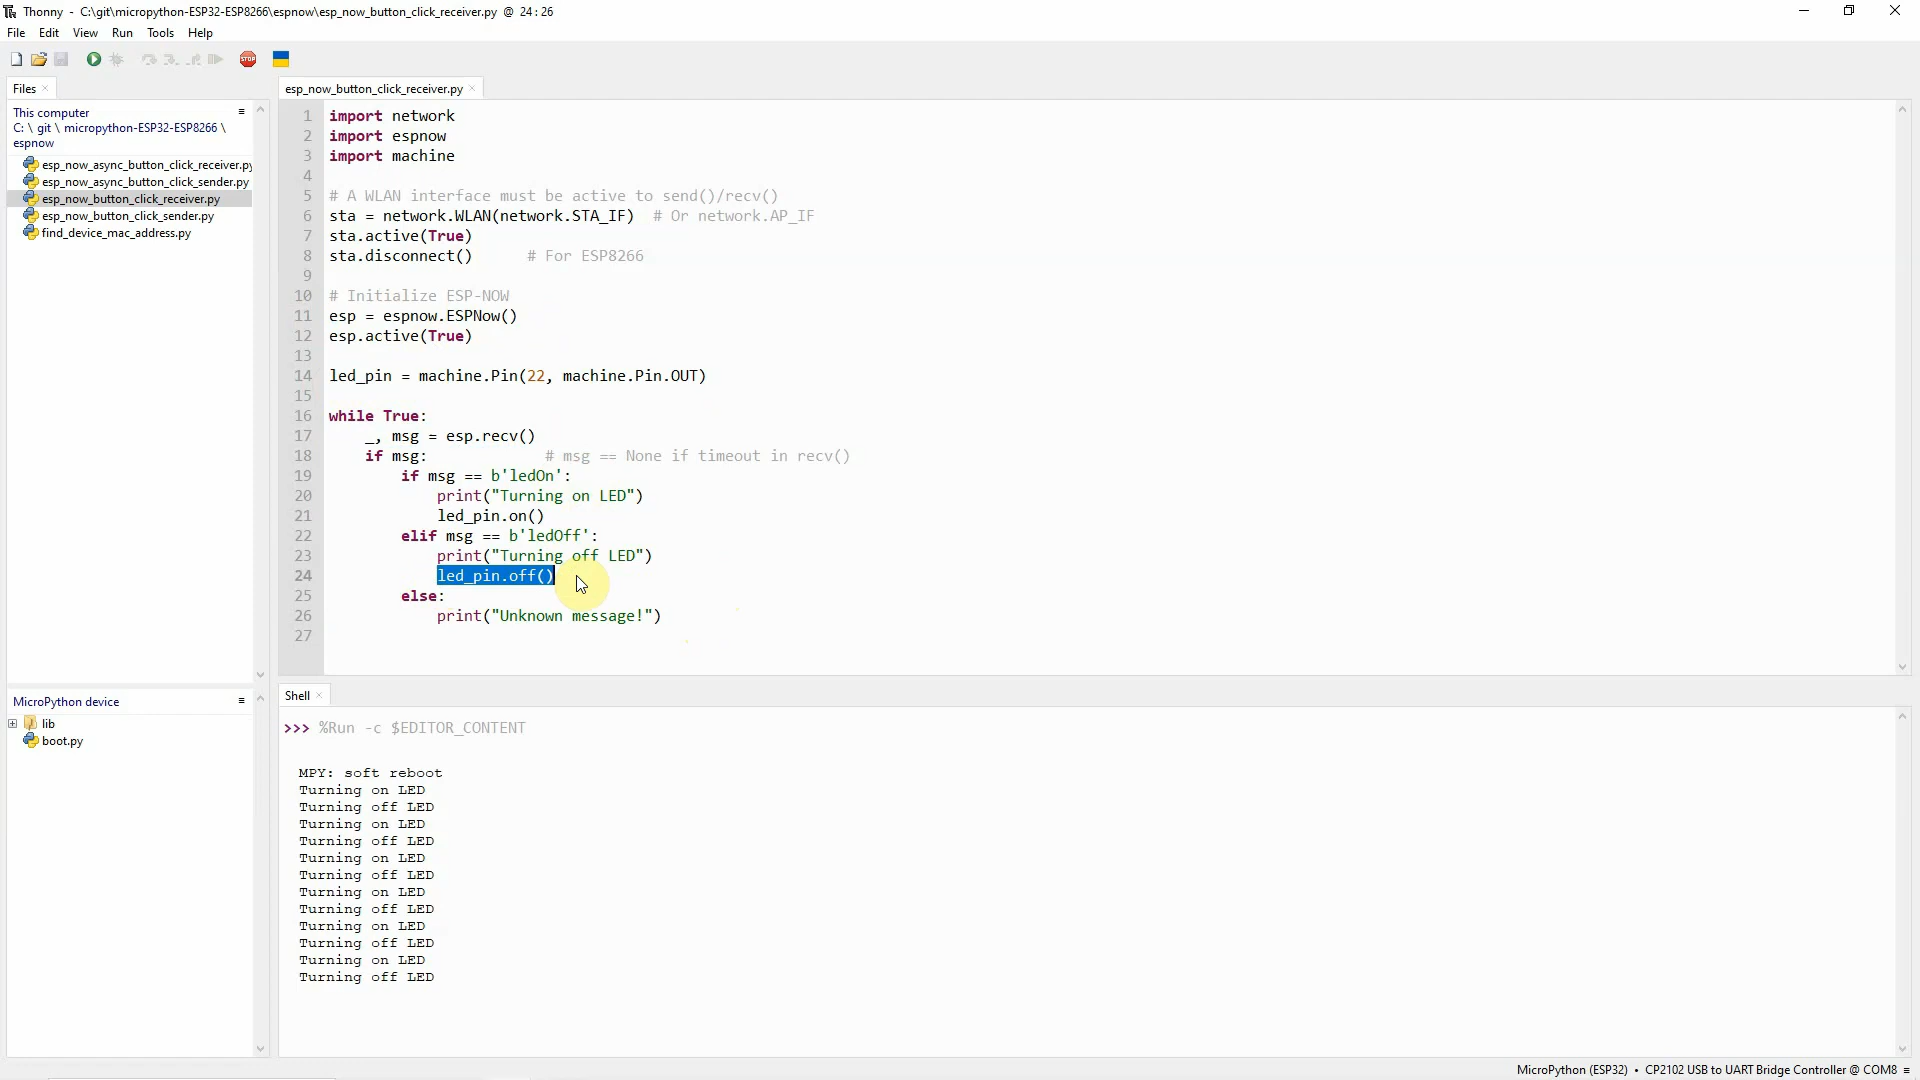 Thonny - C:\git\micropython-ESP32-ESP8266\espnow\esp_now_button_click_receiver.py @ 24:26
File Edit View Run Tools Help
STOP
Files
This computer
C: \ git \ micropython-ESP32-ESP8266 \
espnow
esp_now_async_button_click_receiver.py
esp_now_async_button_click_sender.py
esp_now_button_click_receiver.py
esp_now_button_click_sender.py
find_device_mac_address.py
MicroPython device
lib
boot.py
esp_now_button_click_receiver.py
1 import network
2 import espnow
3 import machine
4
5 # A WLAN interface must be active to send()/recv()
6 sta = network.WLAN(network.STA_IF)  # Or network.AP_IF
7 sta.active(True)
8 sta.disconnect()      # For ESP8266
9
10 # Initialize ESP-NOW
11 esp = espnow.ESPNow()
12 esp.active(True)
13
14 led_pin = machine.Pin(22, machine.Pin.OUT)
15
16 while True:
17     _, msg = esp.recv()
18     if msg:             # msg == None if timeout in recv()
19         if msg == b'ledOn':
20             print("Turning on LED")
21             led_pin.on()
22         elif msg == b'ledOff':
23             print("Turning off LED")
24             led_pin.off()
25         else:
26             print("Unknown message!")
27
Shell
>>> %Run -c $EDITOR_CONTENT
MPY: soft reboot
Turning on LED
Turning off LED
Turning on LED
Turning off LED
Turning on LED
Turning off LED
Turning on LED
Turning off LED
Turning on LED
Turning off LED
Turning on LED
Turning off LED
MicroPython (ESP32) • CP2102 USB to UART Bridge Controller @ COM8 ≡